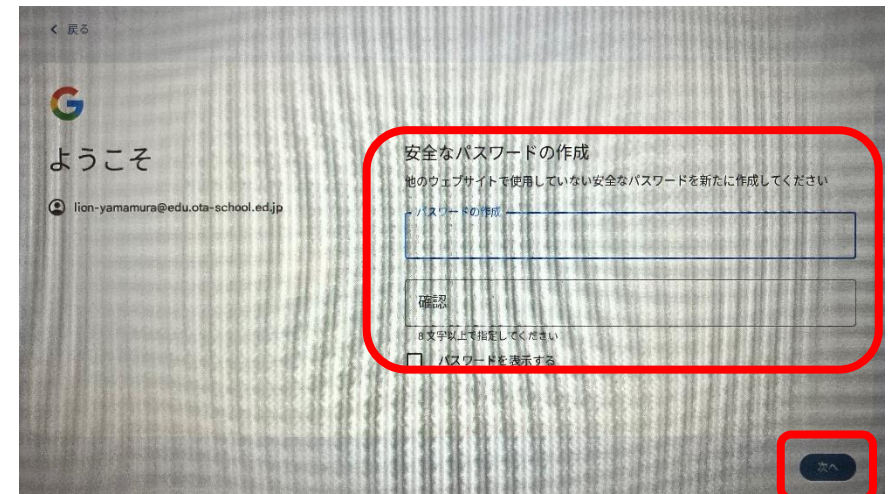 戻る
ようこそ
lion-yamamura@edu.ota-school.ed.jp
安全なパスワードの作成
他のウェブサイトで使用していない安全なパスワードを新たに作成してください
パスワードの作成
確認
8 文字以上で指定してください
パスワードを表示する
次へ